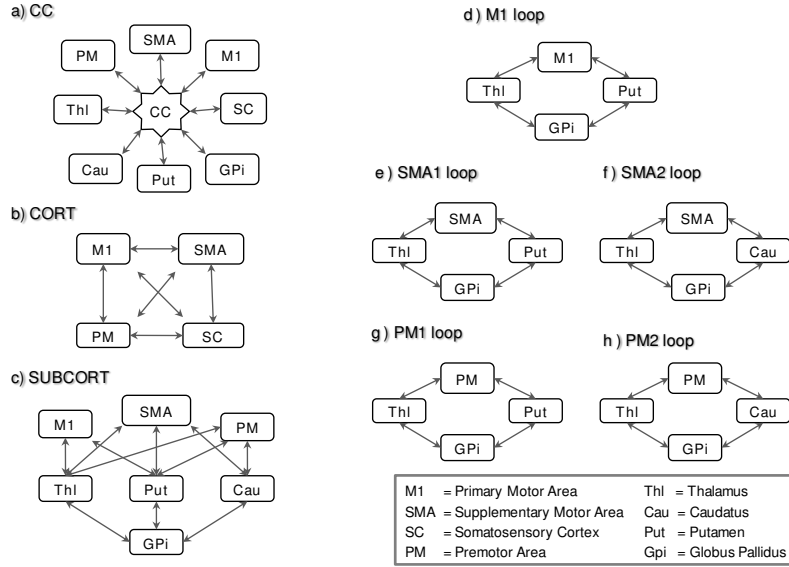 a) CC
SMA
PM
M1
Thl
CC
SC
Cau
Put
GPi
b) CORT
M1
SMA
PM
SC
c) SUBCORT
M1
SMA
PM
Thl
Put
Cau
GPi
d ) M1 loop
M1
Thl
Put
GPi
e ) SMA1 loop
SMA
Thl
Put
GPi
f ) SMA2 loop
SMA
Thl
Cau
GPi
g ) PM1 loop
PM
Thl
Put
GPi
h ) PM2 loop
PM
Thl
Cau
GPi
M1 = Primary Motor Area
SMA = Supplementary Motor Area
SC = Somatosensory Cortex
PM = Premotor Area
Thl = Thalamus
Cau = Caudatus
Put = Putamen
Gpi = Globus Pallidus